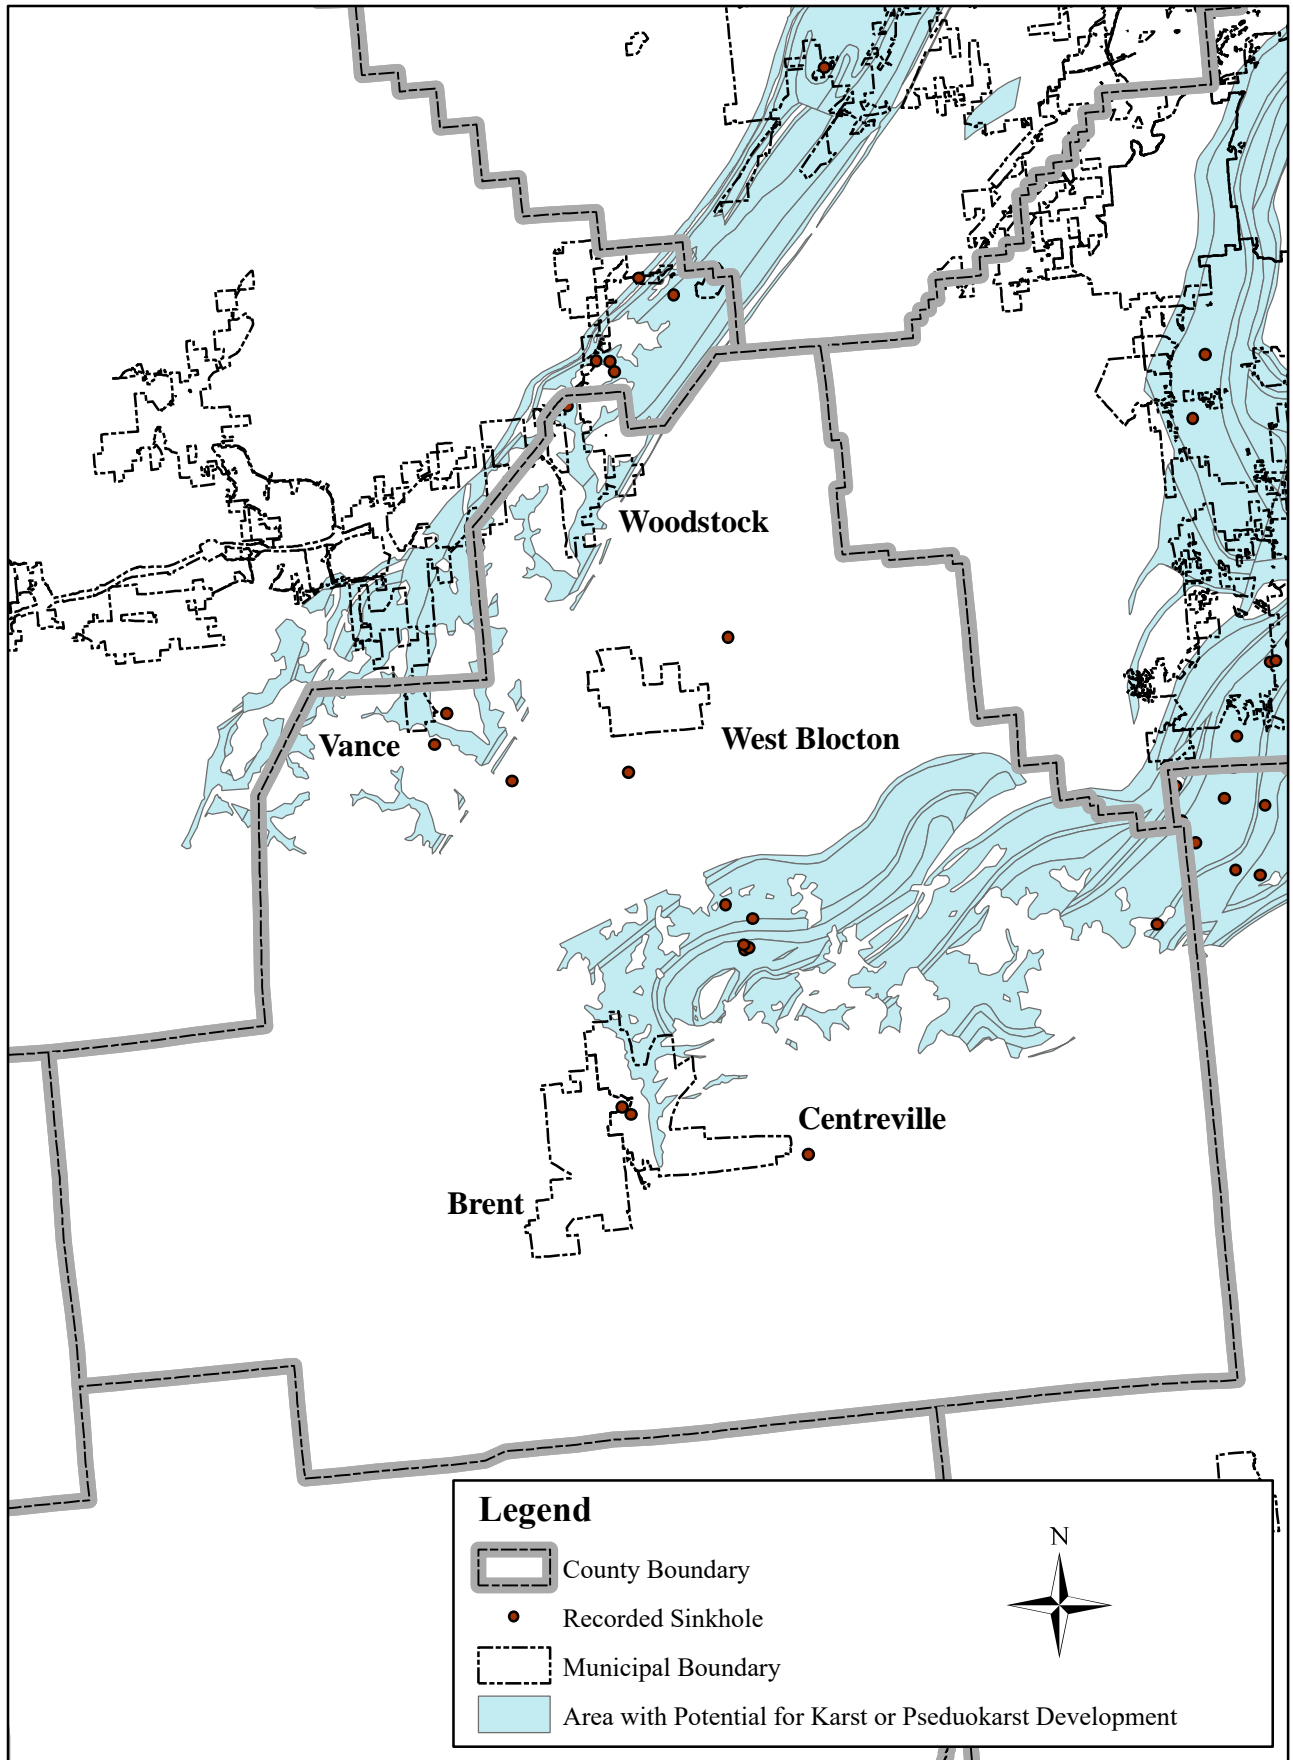 Woodstock
West Blocton
Vance
Centreville
Brent
Legend
N
County Boundary
Recorded Sinkhole
Municipal Boundary
Area with Potential for Karst or Pseduokarst Development